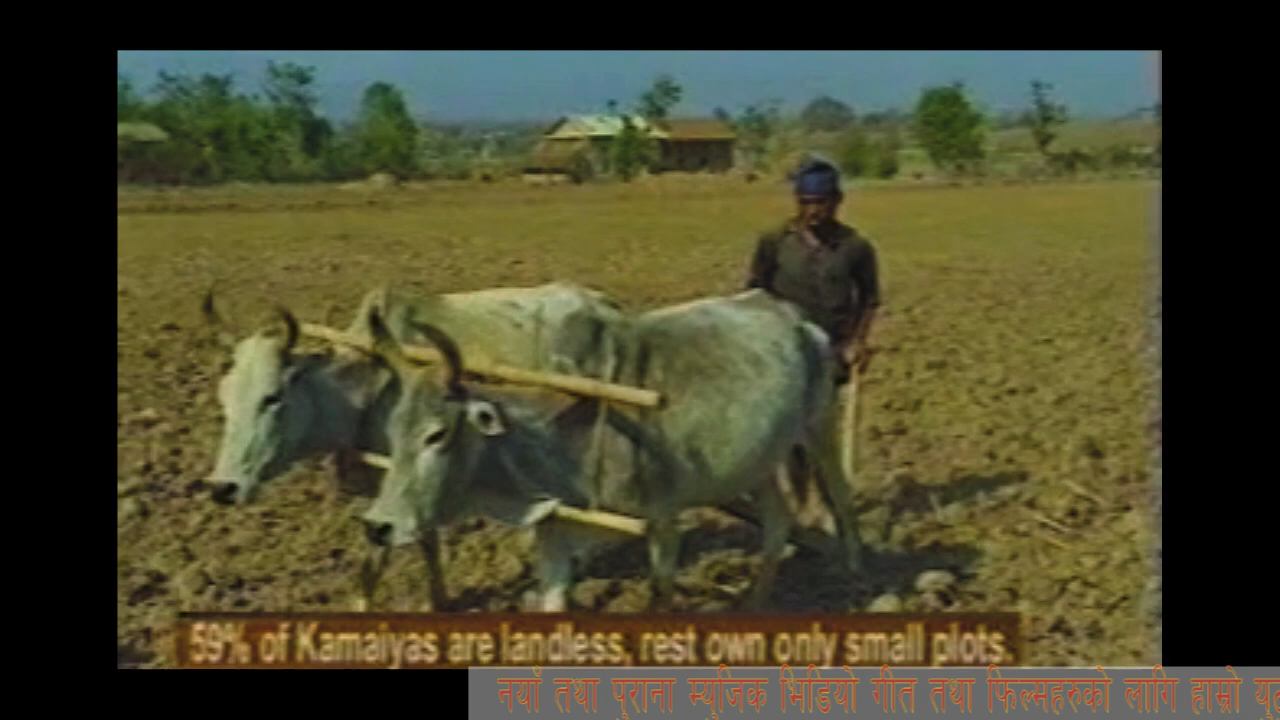 59% of Kamaiyas are landless, rest own only small plots.
नयाँ तथा पुराना म्युजिक भिडियो गीत तथा फिल्महरुको लागि हाम्रो